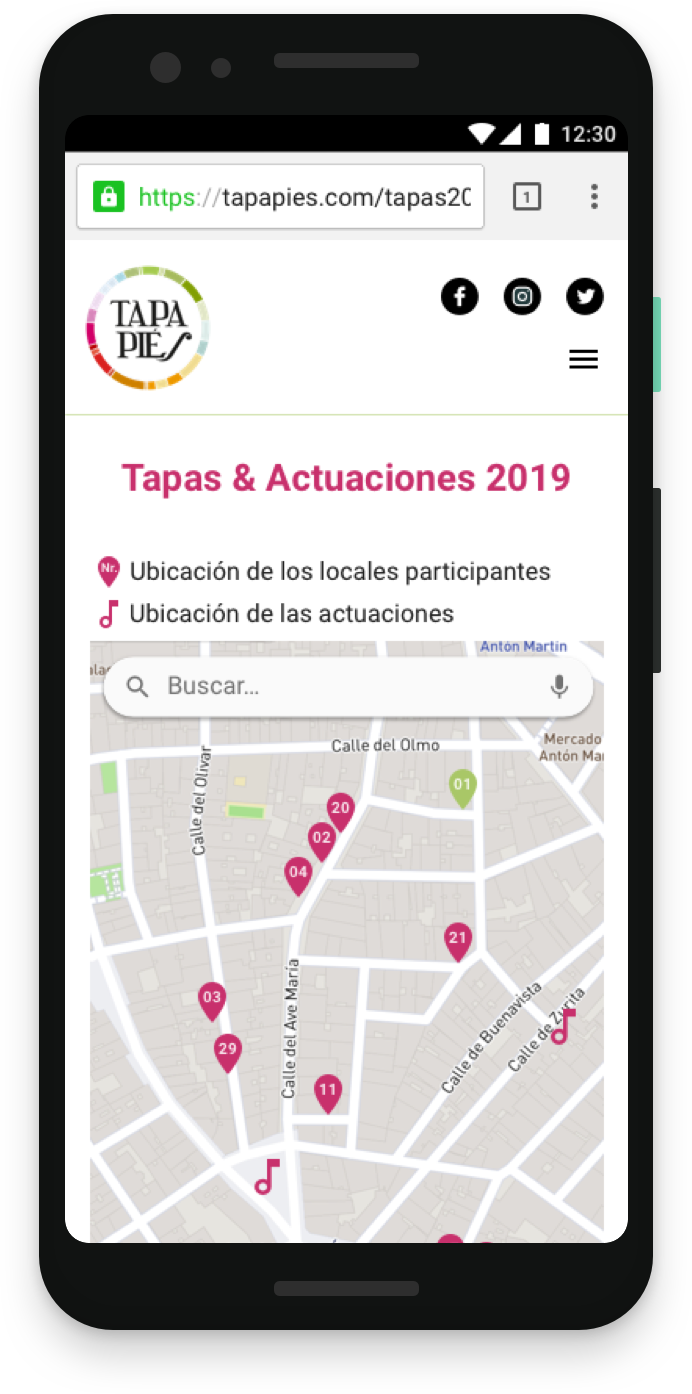 12:30
https://tapapies.com/tapas20
1
TAPA
PIÉS
Tapas & Actuaciones 2019
Nr.
Ubicación de los locales participantes
Ubicación de las actuaciones
Antón Martín
Buscar...
Calle del Olmo
Mercado
Antón Mar
Calle del Olivar
01
20
02
04
21
03
Calle del Ave María
Calle de Buenavista
Calle de Zurita
29
11